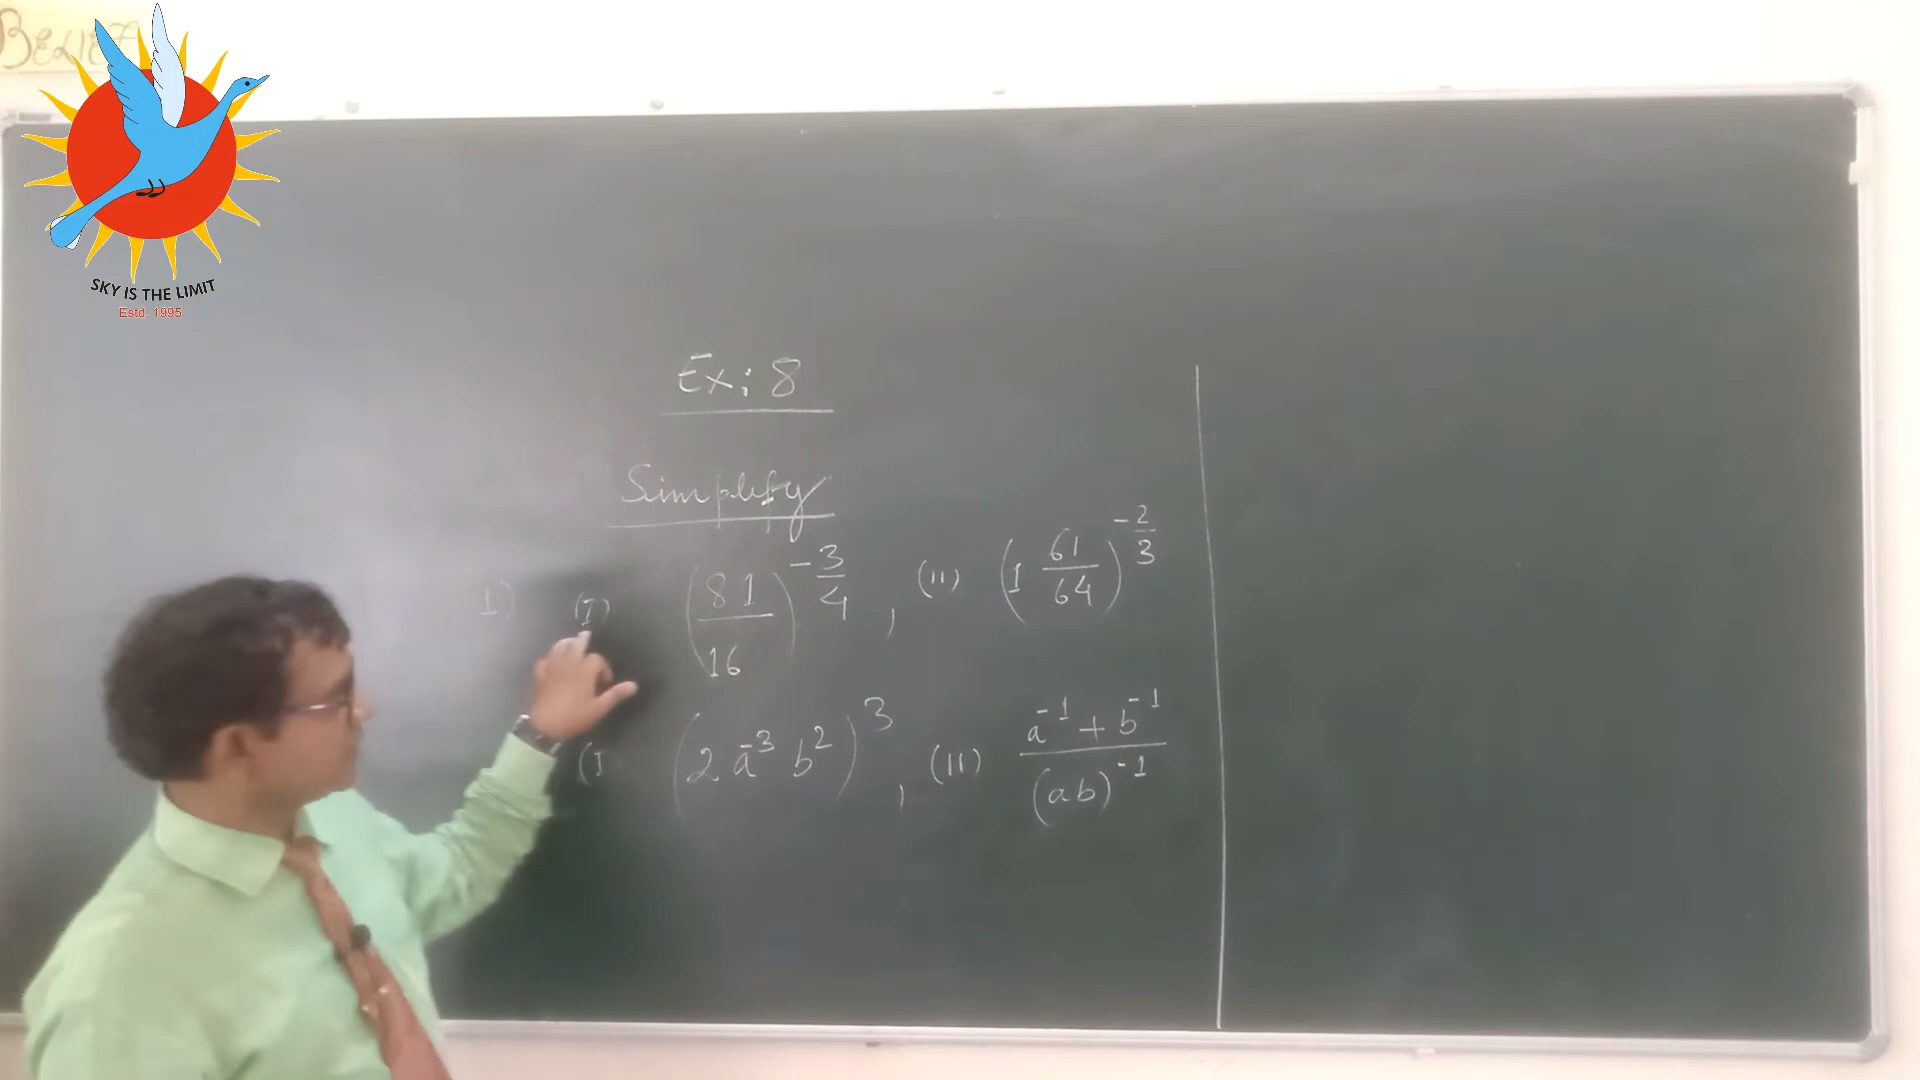 BELIEF
SKY IS THE LIMIT
Estd. 1995
Ex: 8
Simplify
1) (I) (81/16)^{-3/4} , (II) (1 61/64)^{-2/3}
(I (2 a^{-3} b^{2})^{3} , (II) (a^{-1} + b^{-1})/(ab)^{-1}